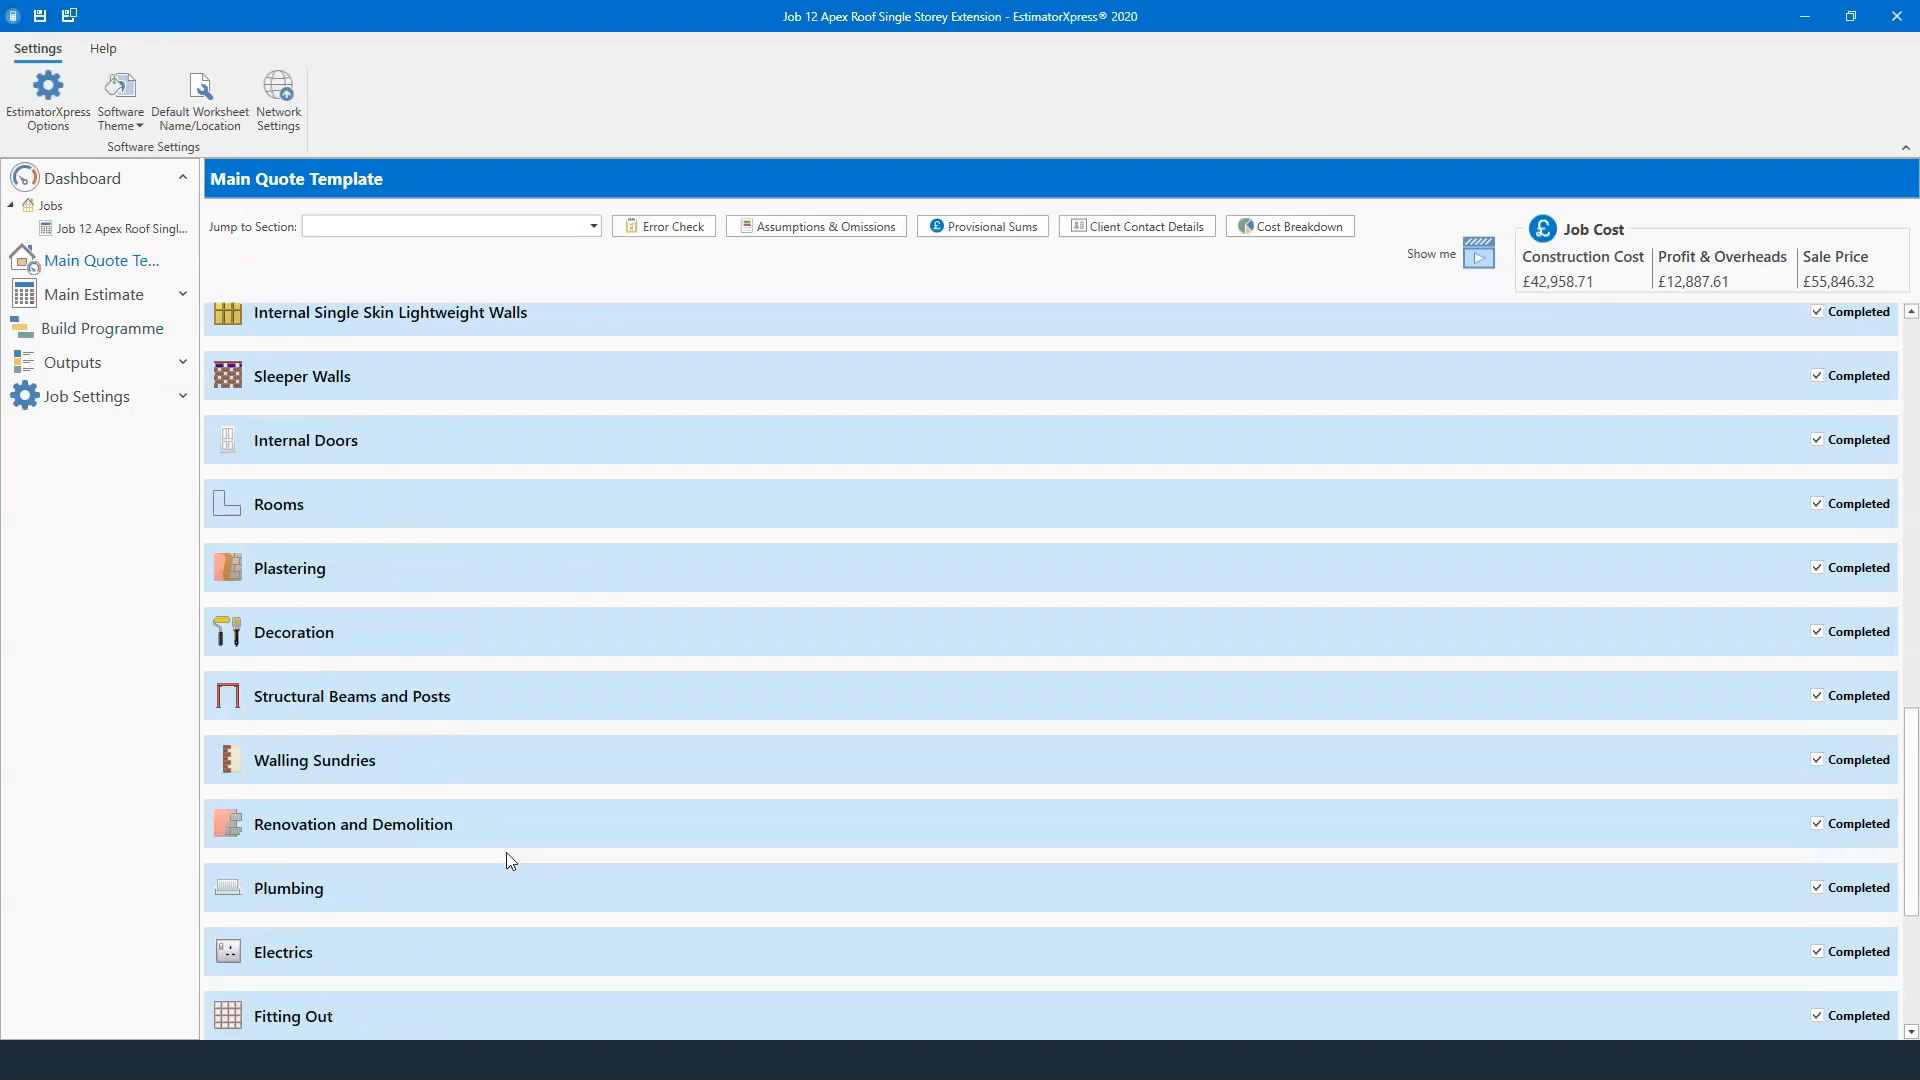 Job 12 Apex Roof Single Storey Extension - EstimatorXpress® 2020
Settings Help
EstimatorXpress Options
Software Theme
Default Worksheet Name/Location
Network Settings
Software Settings
Dashboard
Jobs
Job 12 Apex Roof Singl...
Main Quote Te...
Main Estimate
Build Programme
Outputs
Job Settings
Main Quote Template
Jump to Section:
Error Check
Assumptions & Omissions
£ Provisional Sums
Client Contact Details
Cost Breakdown
Show me
£ Job Cost
Construction Cost Profit & Overheads Sale Price
£42,958.71 £12,887.61 £55,846.32
Internal Single Skin Lightweight Walls Completed
Sleeper Walls Completed
Internal Doors Completed
Rooms Completed
Plastering Completed
Decoration Completed
Structural Beams and Posts Completed
Walling Sundries Completed
Renovation and Demolition Completed
Plumbing Completed
Electrics Completed
Fitting Out Completed